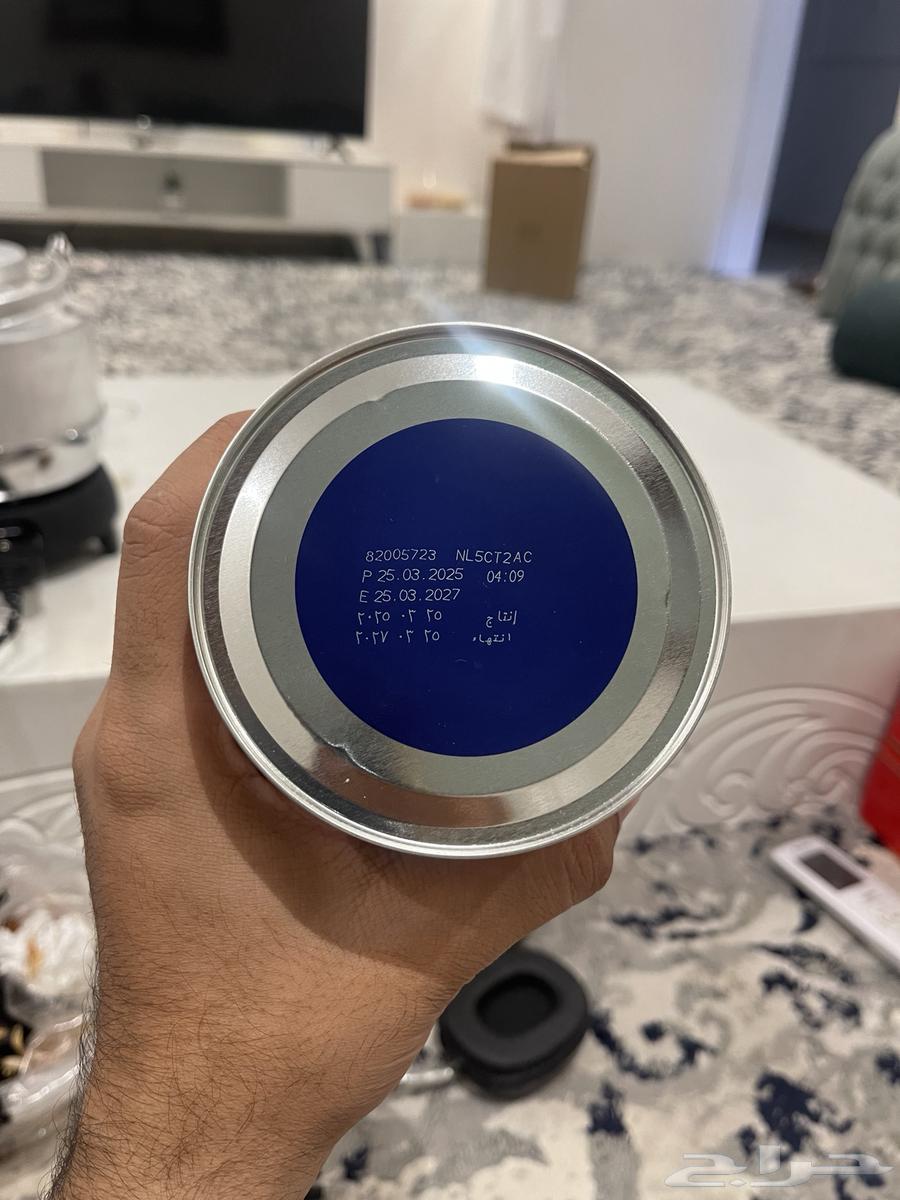 82005723 NL5CT2AC
P 25.03.2025 04:09
E 25.03.2027
إنتاج ٢٥ ٠٣ ٢٠٢٥
انتهاء ٢٥ ٠٣ ٢٠٢٧
حراج